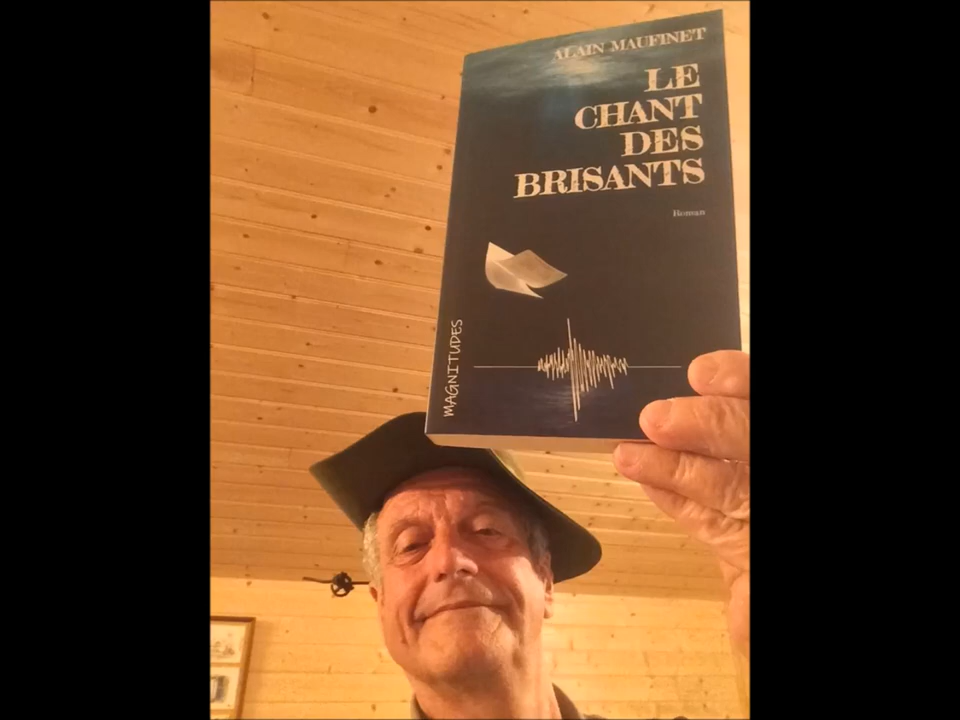 ALAIN MAUFINET
LE
CHANT
DES
BRISANTS
Roman
MAGNITUDES